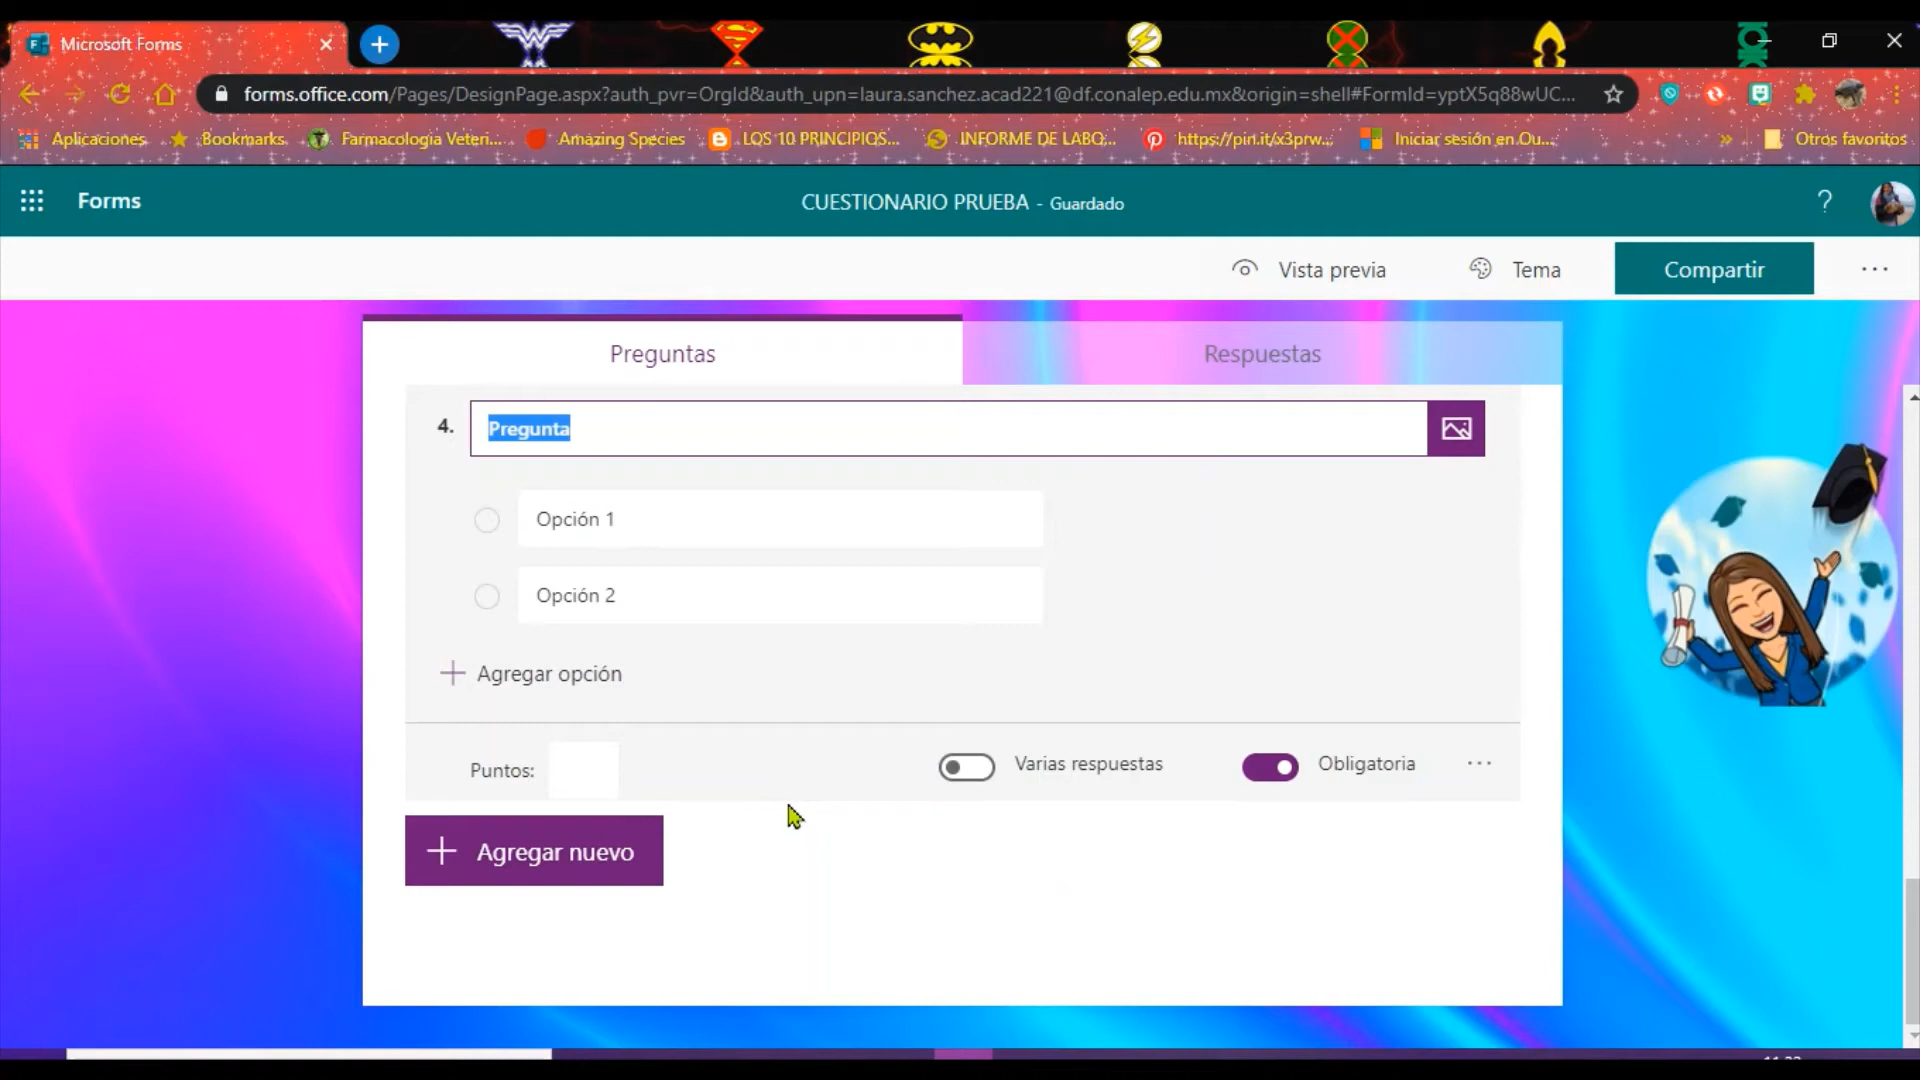 Microsoft Forms
forms.office.com/Pages/DesignPage.aspx?auth_pvr=OrgId&auth_upn=laura.sanchez.acad221@df.conalep.edu.mx&origin=shell#FormId=yptX5q88wUC...
Aplicaciones
Bookmarks
Farmacologia Veteri...
Amazing Species
LOS 10 PRINCIPIOS...
INFORME DE LABO...
https://pin.it/x3prw...
Iniciar sesión en Ou...
»
Otros favoritos
Forms
CUESTIONARIO PRUEBA - Guardado
?
Vista previa
Tema
Compartir
...
Preguntas
Respuestas
4. Pregunta
Opción 1
Opción 2
Agregar opción
Puntos:
Varias respuestas
Obligatoria
...
Agregar nuevo